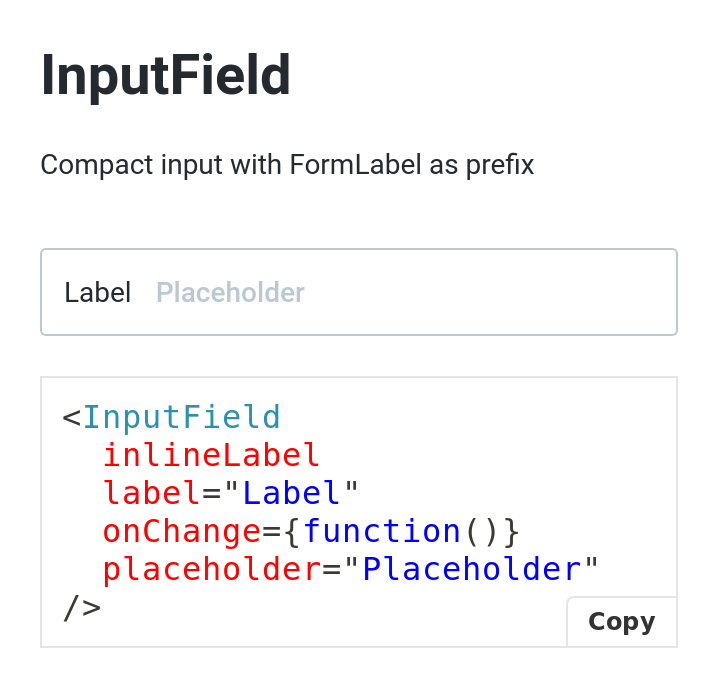 InputField
Compact input with FormLabel as prefix
Label Placeholder
<InputField
  inlineLabel
  label="Label"
  onChange={function()}
  placeholder="Placeholder"
/>
Copy